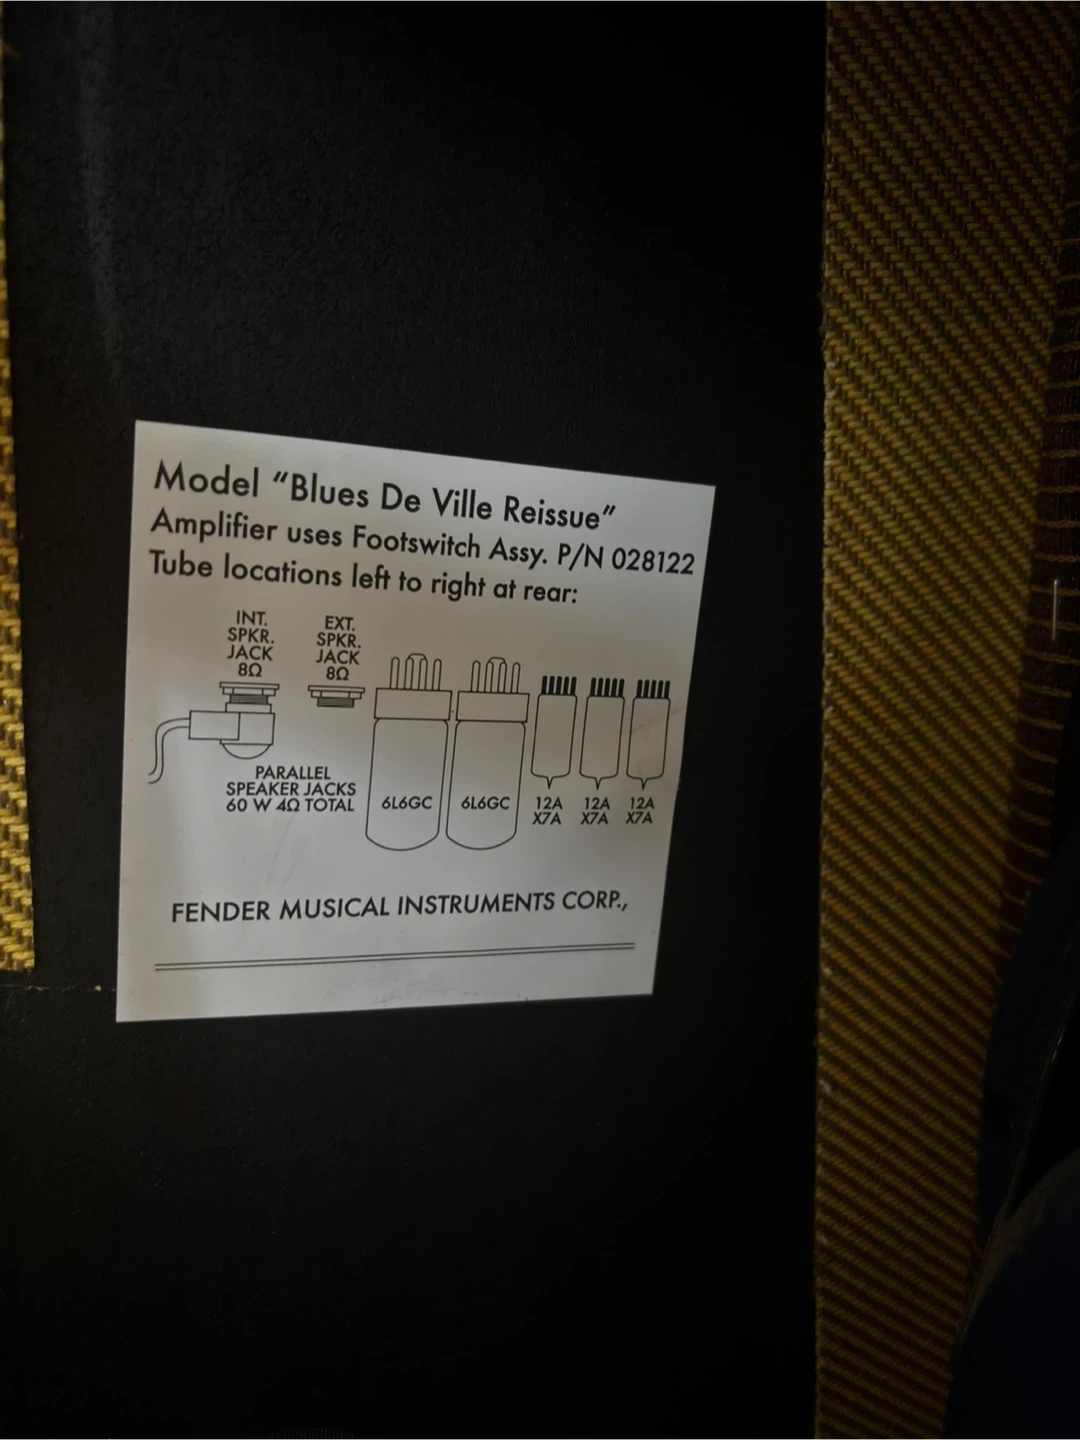 Model “Blues De Ville Reissue”
Amplifier uses Footswitch Assy. P/N 028122
Tube locations left to right at rear:
INT.
SPKR.
JACK
8Ω
EXT.
SPKR.
JACK
8Ω
PARALLEL
SPEAKER JACKS
60 W 4Ω TOTAL
6L6GC
6L6GC
12A
X7A
12A
X7A
12A
X7A
FENDER MUSICAL INSTRUMENTS CORP.,